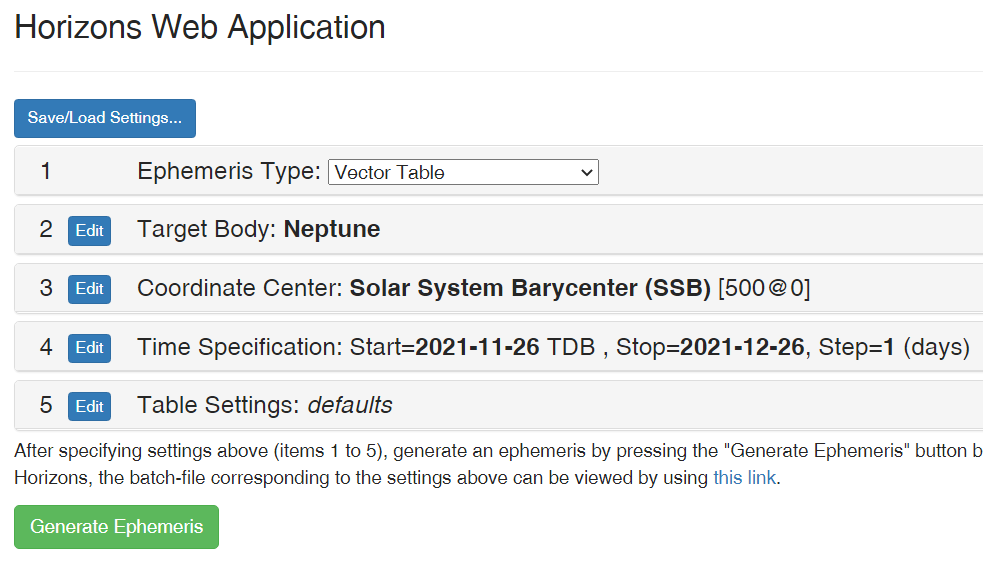 Horizons Web Application
Save/Load Settings...
1 Ephemeris Type: Vector Table
2 Edit Target Body: Neptune
3 Edit Coordinate Center: Solar System Barycenter (SSB) [500@0]
4 Edit Time Specification: Start=2021-11-26 TDB , Stop=2021-12-26, Step=1 (days)
5 Edit Table Settings: defaults
After specifying settings above (items 1 to 5), generate an ephemeris by pressing the "Generate Ephemeris" button b
Horizons, the batch-file corresponding to the settings above can be viewed by using this link.
Generate Ephemeris